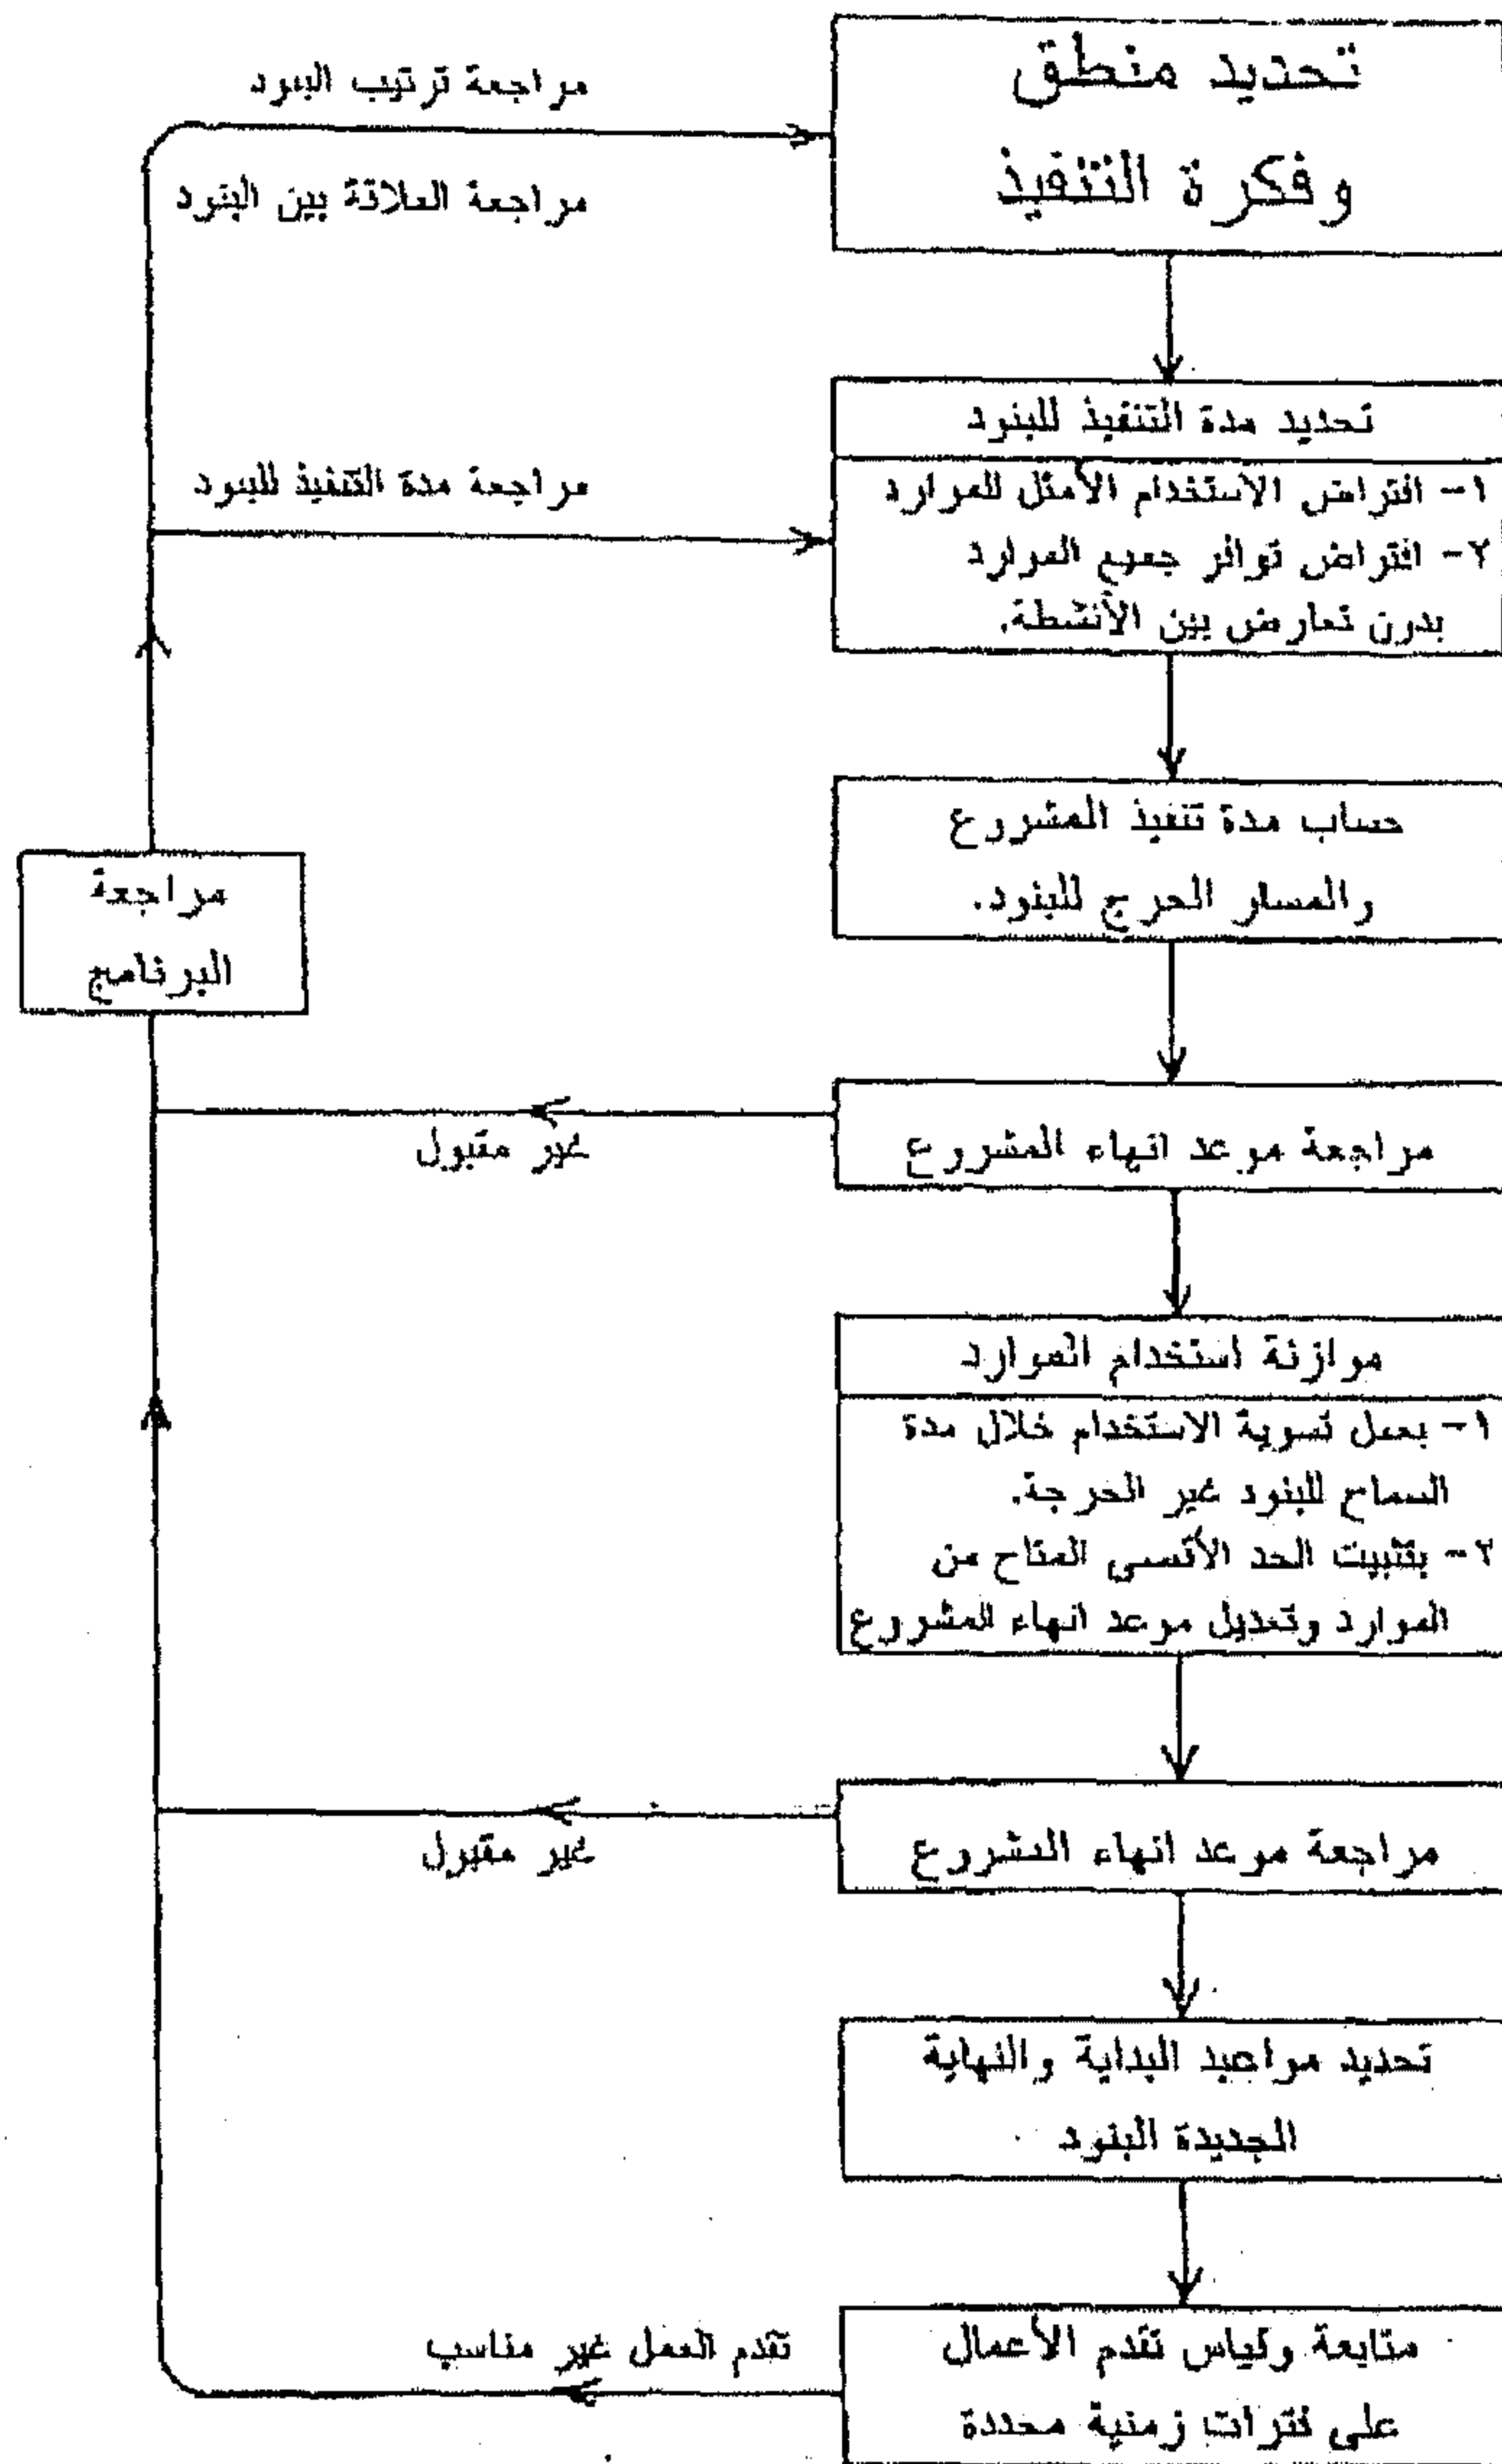 تحديد منطق
وفكرة التنفيذ
مراجعة ترتيب البنود
مراجعة العلاقة بين البنود
تحديد مدة التنفيذ للبنود
١- افتراض الاستخدام الأمثل للموارد
٢- افتراض توافر جميع الموارد
بدون تعارض بين الأنشطة.
مراجعة مدة التنفيذ للبنود
حساب مدة تنفيذ المشروع
والمسار الحرج للبنود.
مراجعة
البرنامج
مراجعة موعد انهاء المشروع
غير مقبول
موازنة استخدام الموارد
١- بعمل تسوية الاستخدام خلال مدة
السماح للبنود غير الحرجة.
٢- بتثبيت الحد الأقصى المتاح من
الموارد وتعديل موعد انهاء المشروع
مراجعة موعد انهاء المشروع
غير مقبول
تحديد مواعيد البداية والنهاية
الجديدة البنود
متابعة وقياس تقدم الأعمال
على فترات زمنية محددة
تقدم العمل غير مناسب